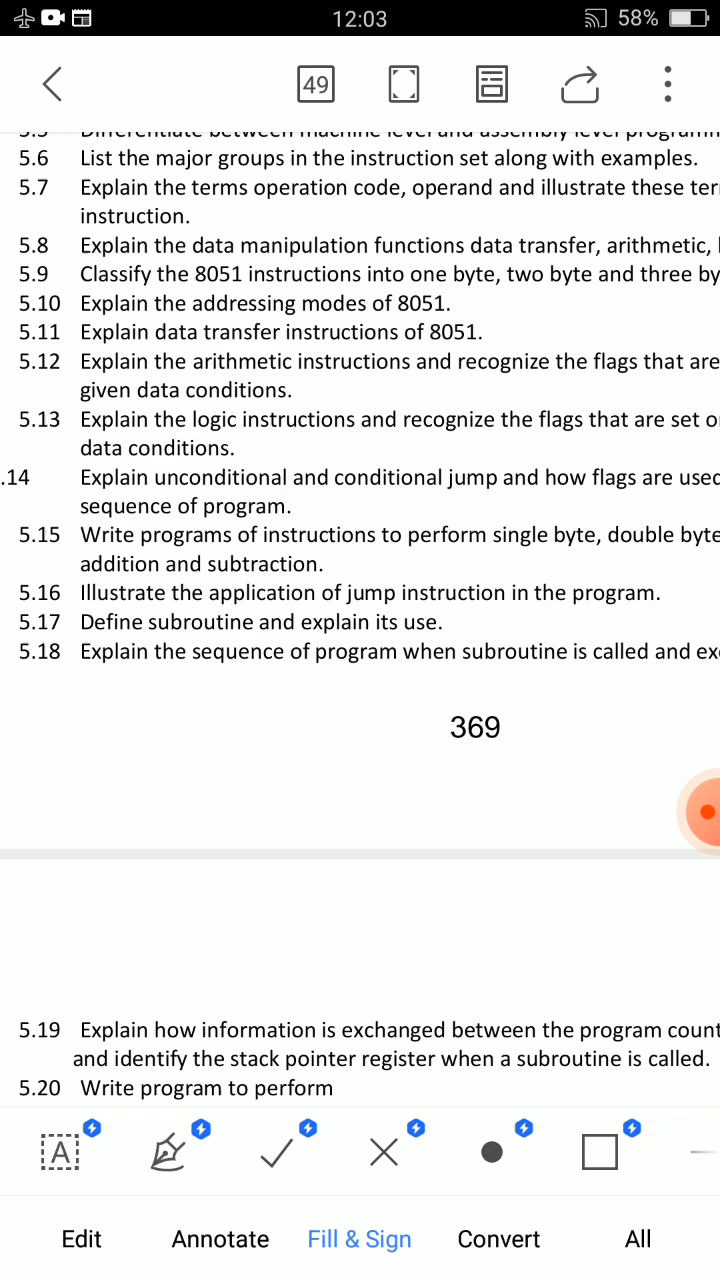 12:03
58%
49
5.5 Differentiate between machine level and assembly level
5.6 List the major groups in the instruction set along with examples.
5.7 Explain the terms operation code, operand and illustrate these
instruction.
5.8 Explain the data manipulation functions data transfer, arithmetic,
5.9 Classify the 8051 instructions into one byte, two byte and three
5.10 Explain the addressing modes of 8051.
5.11 Explain data transfer instructions of 8051.
5.12 Explain the arithmetic instructions and recognize the flags that are
given data conditions.
5.13 Explain the logic instructions and recognize the flags that are set
data conditions.
.14 Explain unconditional and conditional jump and how flags are used
sequence of program.
5.15 Write programs of instructions to perform single byte, double byte
addition and subtraction.
5.16 Illustrate the application of jump instruction in the program.
5.17 Define subroutine and explain its use.
5.18 Explain the sequence of program when subroutine is called and
369
5.19 Explain how information is exchanged between the program
and identify the stack pointer register when a subroutine is called.
5.20 Write program to perform
A
Edit Annotate Fill & Sign Convert All